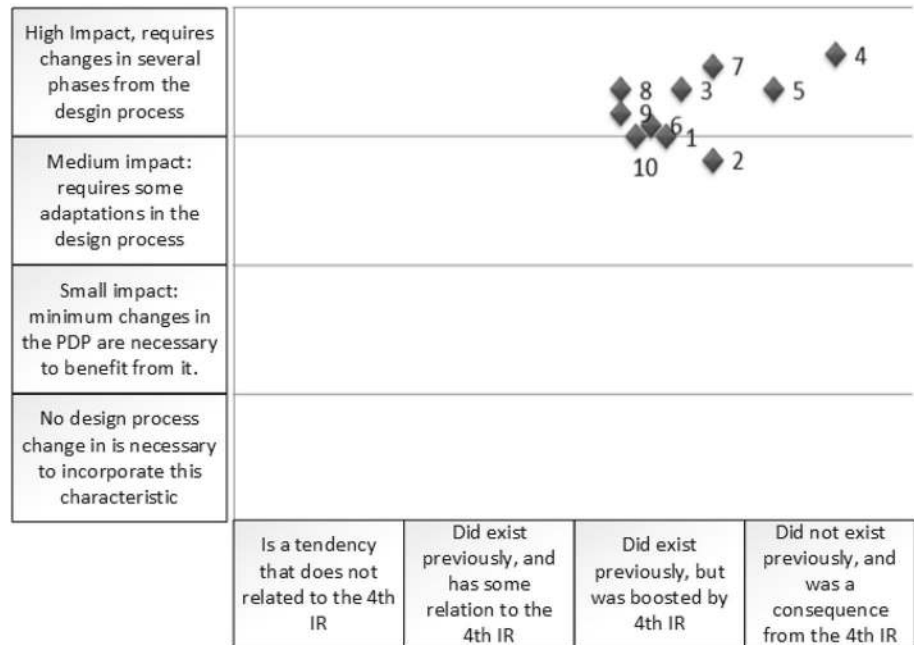 High Impact, requires
changes in several
phases from the
desgin process
7
4
8
3
5
9
6
1
10
2
Medium impact:
requires some
adaptations in the
design process
Small impact:
minimum changes in
the PDP are necessary
to benefit from it.
No design process
change in is necessary
to incorporate this
characteristic
Is a tendency
that does not
related to the 4th
IR
Did exist
previously, and
has some
relation to the
4th IR
Did exist
previously, but
was boosted by
4th IR
Did not exist
previously, and
was a
consequence
from the 4th IR